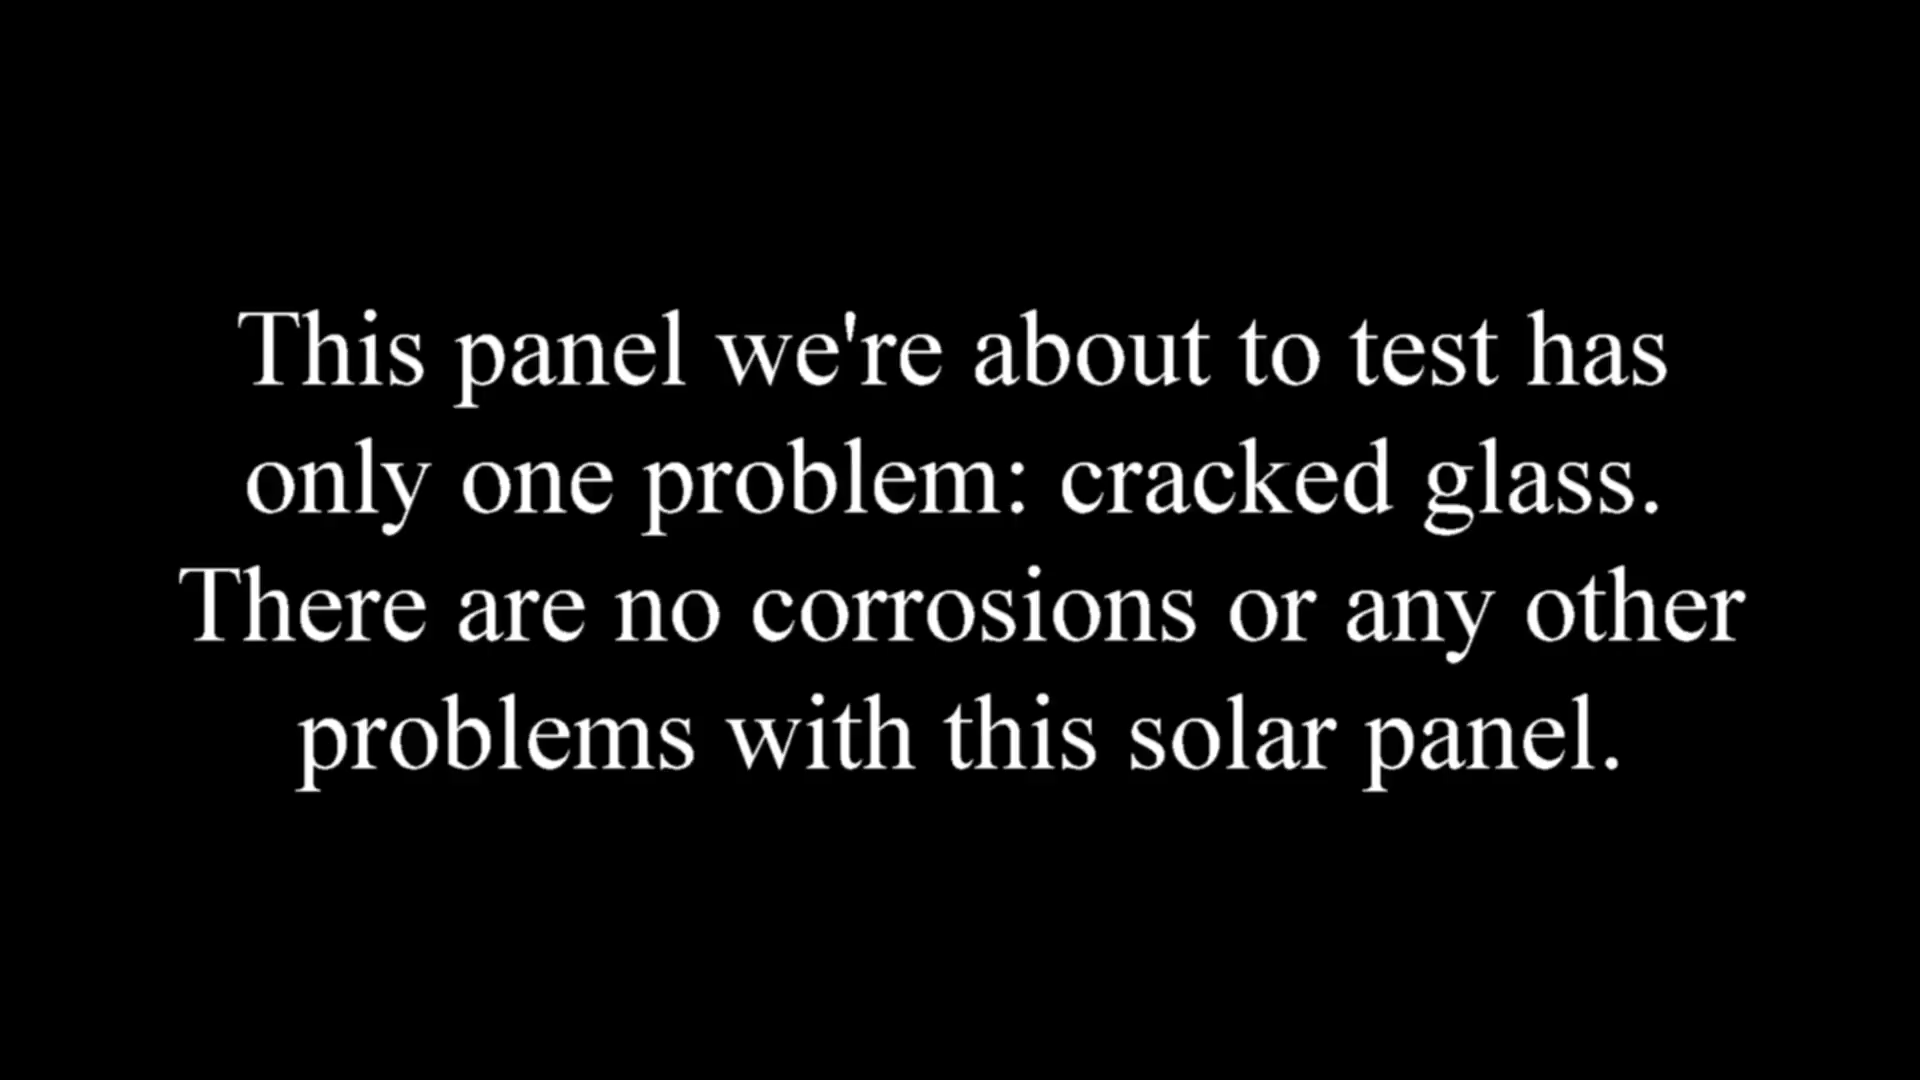 This panel we're about to test has
only one problem: cracked glass.
There are no corrosions or any other
problems with this solar panel.